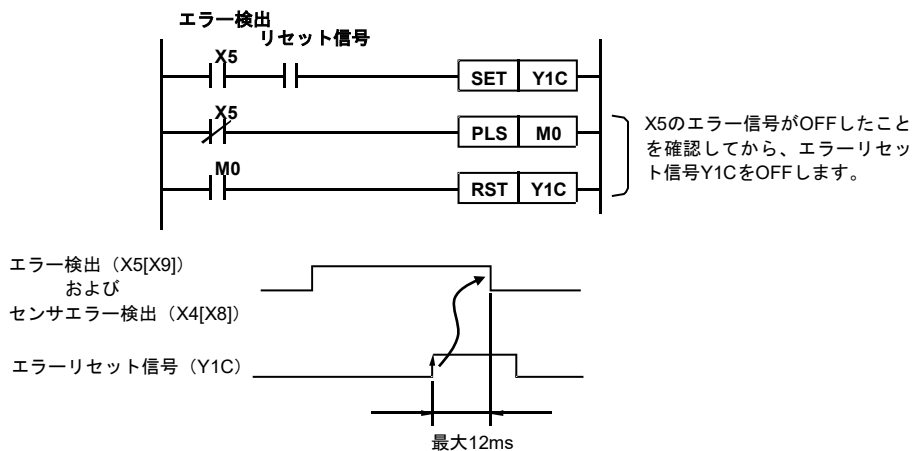 エラー検出
リセット信号
X5
SET Y1C
X5
PLS M0
X5のエラー信号がOFFしたこと
を確認してから、エラーリセッ
ト信号Y1CをOFFします。
M0
RST Y1C
エラー検出（X5[X9]）
および
センサエラー検出（X4[X8]）
エラーリセット信号（Y1C）
最大12ms